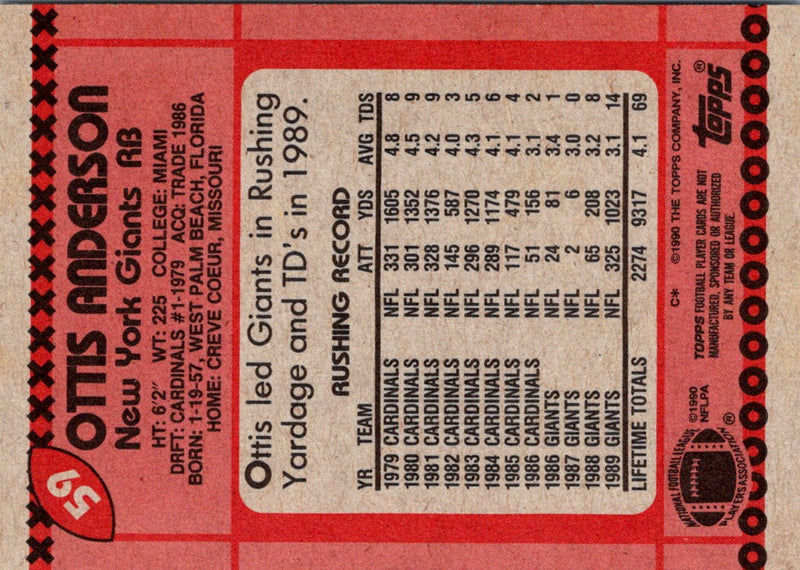 59
OTTIS ANDERSON
New York Giants RB
HT: 6'2" WT: 225 COLLEGE: MIAMI
DRFT: CARDINALS #1-1979 ACQ: TRADE 1986
BORN: 1-19-57, WEST PALM BEACH, FLORIDA
HOME: CREVE COEUR, MISSOURI
Ottis led Giants in Rushing
Yardage and TD's in 1989.
RUSHING RECORD
YR TEAM ATT YDS AVG TDS
1979 CARDINALS NFL 331 1605 4.8 8
1980 CARDINALS NFL 301 1352 4.5 9
1981 CARDINALS NFL 328 1376 4.2 9
1982 CARDINALS NFL 145 587 4.0 3
1983 CARDINALS NFL 296 1270 4.3 5
1984 CARDINALS NFL 289 1174 4.1 6
1985 CARDINALS NFL 117 479 4.1 4
1986 CARDINALS NFL 51 156 3.1 2
1986 GIANTS NFL 24 81 3.4 1
1987 GIANTS NFL 2 6 3.0 0
1988 GIANTS NFL 65 208 3.2 8
1989 GIANTS NFL 325 1023 3.1 14
LIFETIME TOTALS 2274 9317 4.1 69
NATIONAL FOOTBALL LEAGUE
PLAYERS ASSOCIATION®
©1990
NFLPA
C* ©1990 THE TOPPS COMPANY, INC.
TOPPS FOOTBALL PLAYER CARDS ARE NOT
MANUFACTURED, SPONSORED OR AUTHORIZED
BY ANY TEAM OR LEAGUE.
Topps®